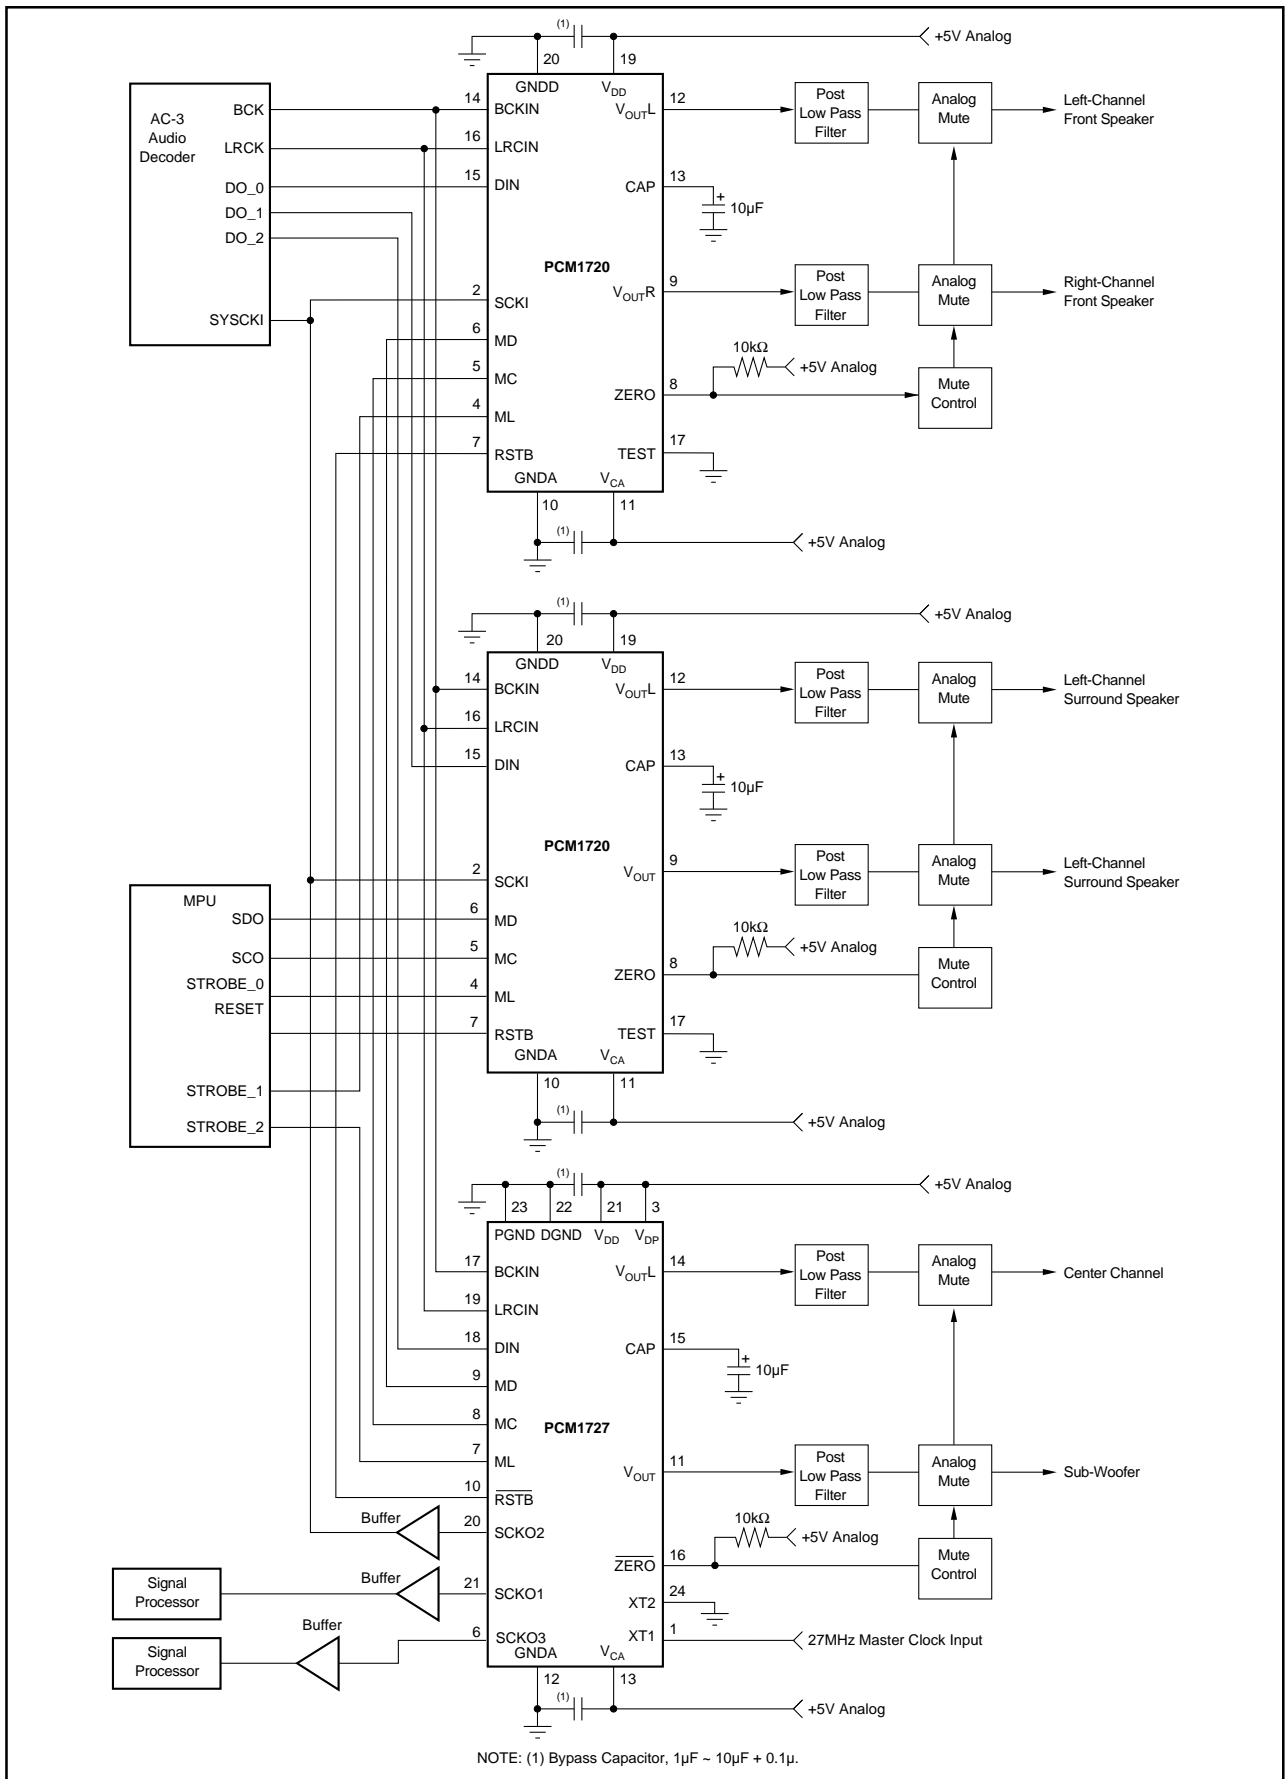 (1)
+5V Analog
20
19
GNDD
VDD
AC-3
Audio
Decoder
BCK
LRCK
DO_0
DO_1
DO_2
SYSCKI
14
BCKIN
16
LRCIN
15
DIN
2
SCKI
6
MD
5
MC
4
ML
7
RSTB
PCM1720
VOUTL
12
CAP
13
+
10µF
VOUTR
9
ZERO
8
10kΩ
+5V Analog
TEST
17
GNDA
VCA
10
11
(1)
+5V Analog
Post
Low Pass
Filter
Analog
Mute
Left-Channel
Front Speaker
Post
Low Pass
Filter
Analog
Mute
Right-Channel
Front Speaker
Mute
Control
(1)
+5V Analog
20
19
GNDD
VDD
14
BCKIN
16
LRCIN
15
DIN
2
SCKI
6
MD
5
MC
4
ML
7
RSTB
PCM1720
VOUTL
12
CAP
13
+
10µF
VOUT
9
ZERO
8
10kΩ
+5V Analog
TEST
17
GNDA
VCA
10
11
(1)
+5V Analog
Post
Low Pass
Filter
Analog
Mute
Left-Channel
Surround Speaker
Post
Low Pass
Filter
Analog
Mute
Left-Channel
Surround Speaker
Mute
Control
MPU
SDO
SCO
STROBE_0
RESET
STROBE_1
STROBE_2
(1)
+5V Analog
23
22
21
3
PGND
DGND
VDD
VDP
17
BCKIN
19
LRCIN
18
DIN
9
MD
8
MC
7
ML
10
RSTB
20
SCKO2
21
SCKO1
6
SCKO3
PCM1727
VOUTL
14
CAP
15
+
10µF
VOUT
11
10kΩ
+5V Analog
ZERO
16
XT2
24
XT1
1
27MHz Master Clock Input
GNDA
VCA
12
13
(1)
+5V Analog
Post
Low Pass
Filter
Analog
Mute
Center Channel
Post
Low Pass
Filter
Analog
Mute
Sub-Woofer
Mute
Control
Buffer
Buffer
Signal
Processor
Buffer
Signal
Processor
NOTE: (1) Bypass Capacitor, 1µF ~ 10µF + 0.1µ.